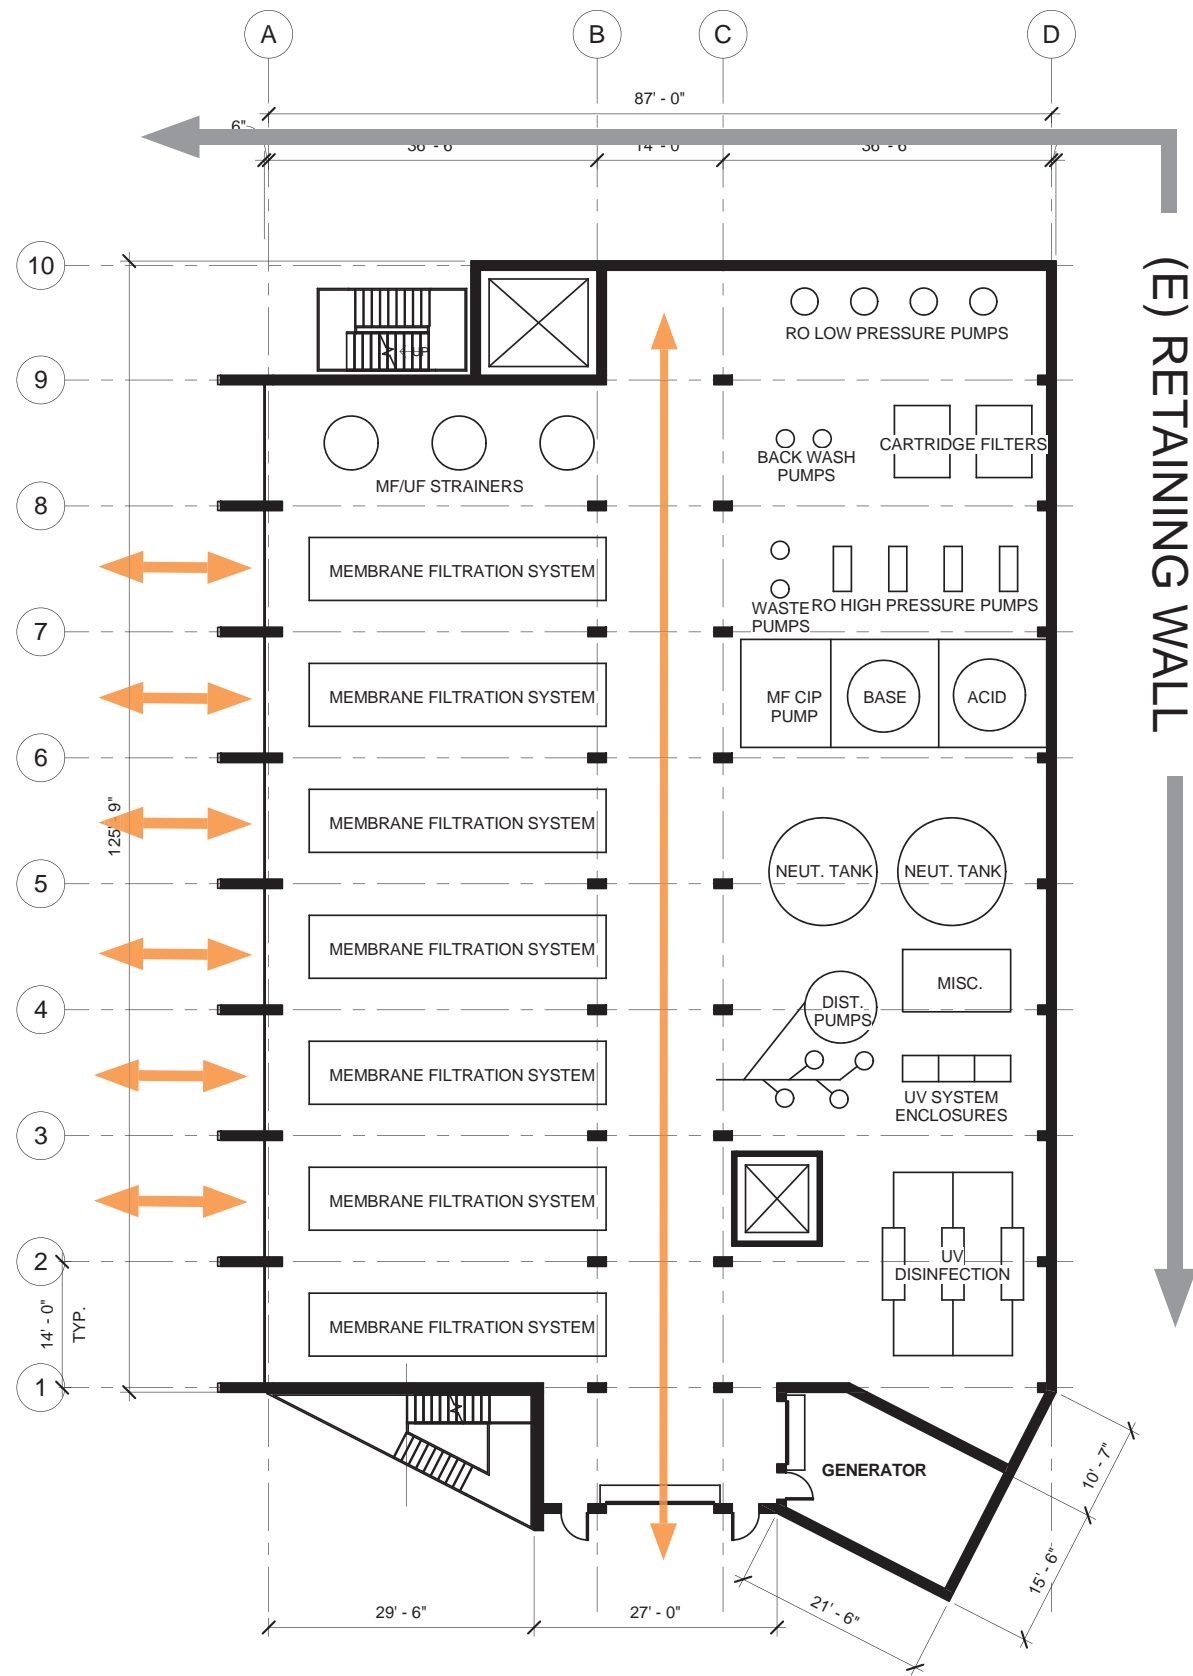 A B C D
87' - 0"
6" 36' - 6" 14' - 0" 36' - 6"
(E) RETAINING WALL
10
UP
RO LOW PRESSURE PUMPS
9
BACK WASH
PUMPS
CARTRIDGE FILTERS
MF/UF STRAINERS
8
MEMBRANE FILTRATION SYSTEM
WASTE
PUMPS
RO HIGH PRESSURE PUMPS
7
MEMBRANE FILTRATION SYSTEM
MF CIP
PUMP
BASE
ACID
6
125' - 9"
MEMBRANE FILTRATION SYSTEM
NEUT. TANK
NEUT. TANK
5
MEMBRANE FILTRATION SYSTEM
MISC.
DIST.
PUMPS
4
MEMBRANE FILTRATION SYSTEM
UV SYSTEM
ENCLOSURES
3
MEMBRANE FILTRATION SYSTEM
2
UV
DISINFECTION
14' - 0"
TYP.
MEMBRANE FILTRATION SYSTEM
1
GENERATOR
10' - 7"
15' - 6"
21' - 6"
29' - 6"
27' - 0"